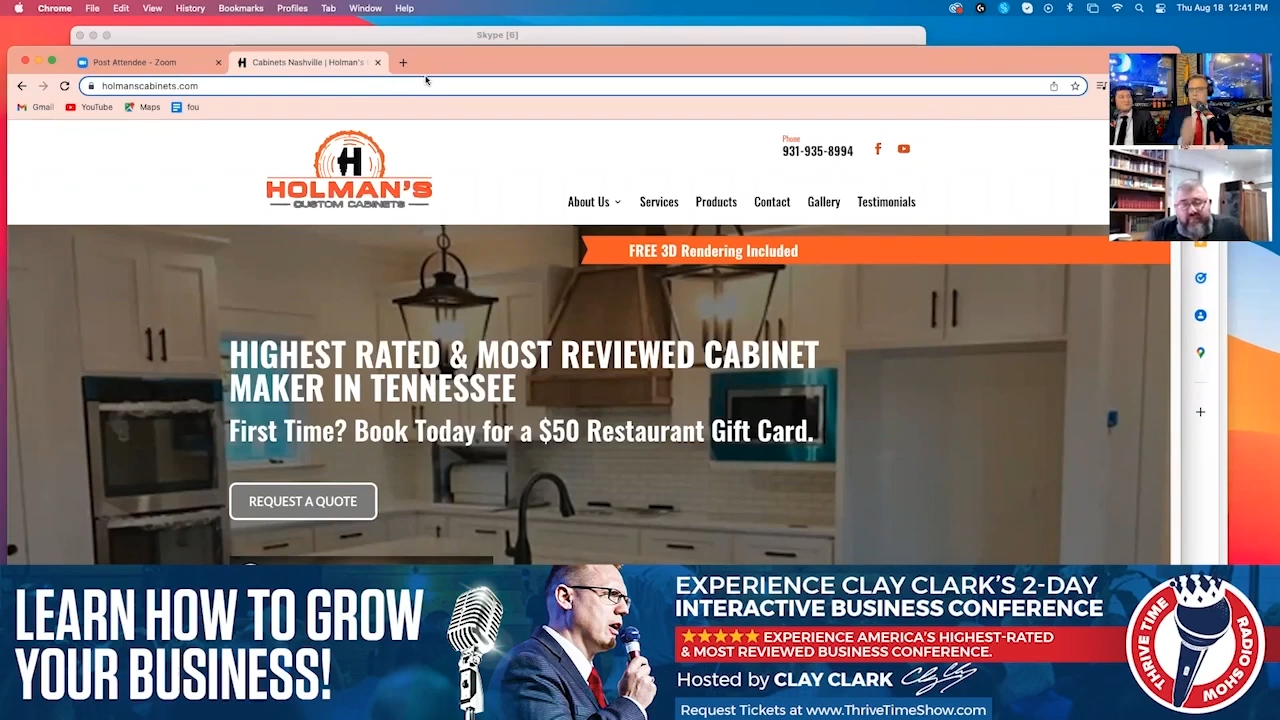 Chrome File Edit View History Bookmarks Profiles Tab Window Help Thu Aug 18 12:41 PM
Skype [6]
Post Attendee - Zoom
Cabinets Nashville | Holman's
holmanscabinets.com
Gmail YouTube Maps fou
H
HOLMAN'S
CUSTOM CABINETS
Phone
931-935-8994
About Us Services Products Contact Gallery Testimonials
FREE 3D Rendering Included
HIGHEST RATED & MOST REVIEWED CABINET
MAKER IN TENNESSEE
First Time? Book Today for a $50 Restaurant Gift Card.
REQUEST A QUOTE
LEARN HOW TO GROW
YOUR BUSINESS!
EXPERIENCE CLAY CLARK'S 2-DAY
INTERACTIVE BUSINESS CONFERENCE
★★★★★ EXPERIENCE AMERICA'S HIGHEST-RATED
& MOST REVIEWED BUSINESS CONFERENCE.
Hosted by CLAY CLARK
Request Tickets at www.ThriveTimeShow.com
THRIVE TIME
RADIO SHOW